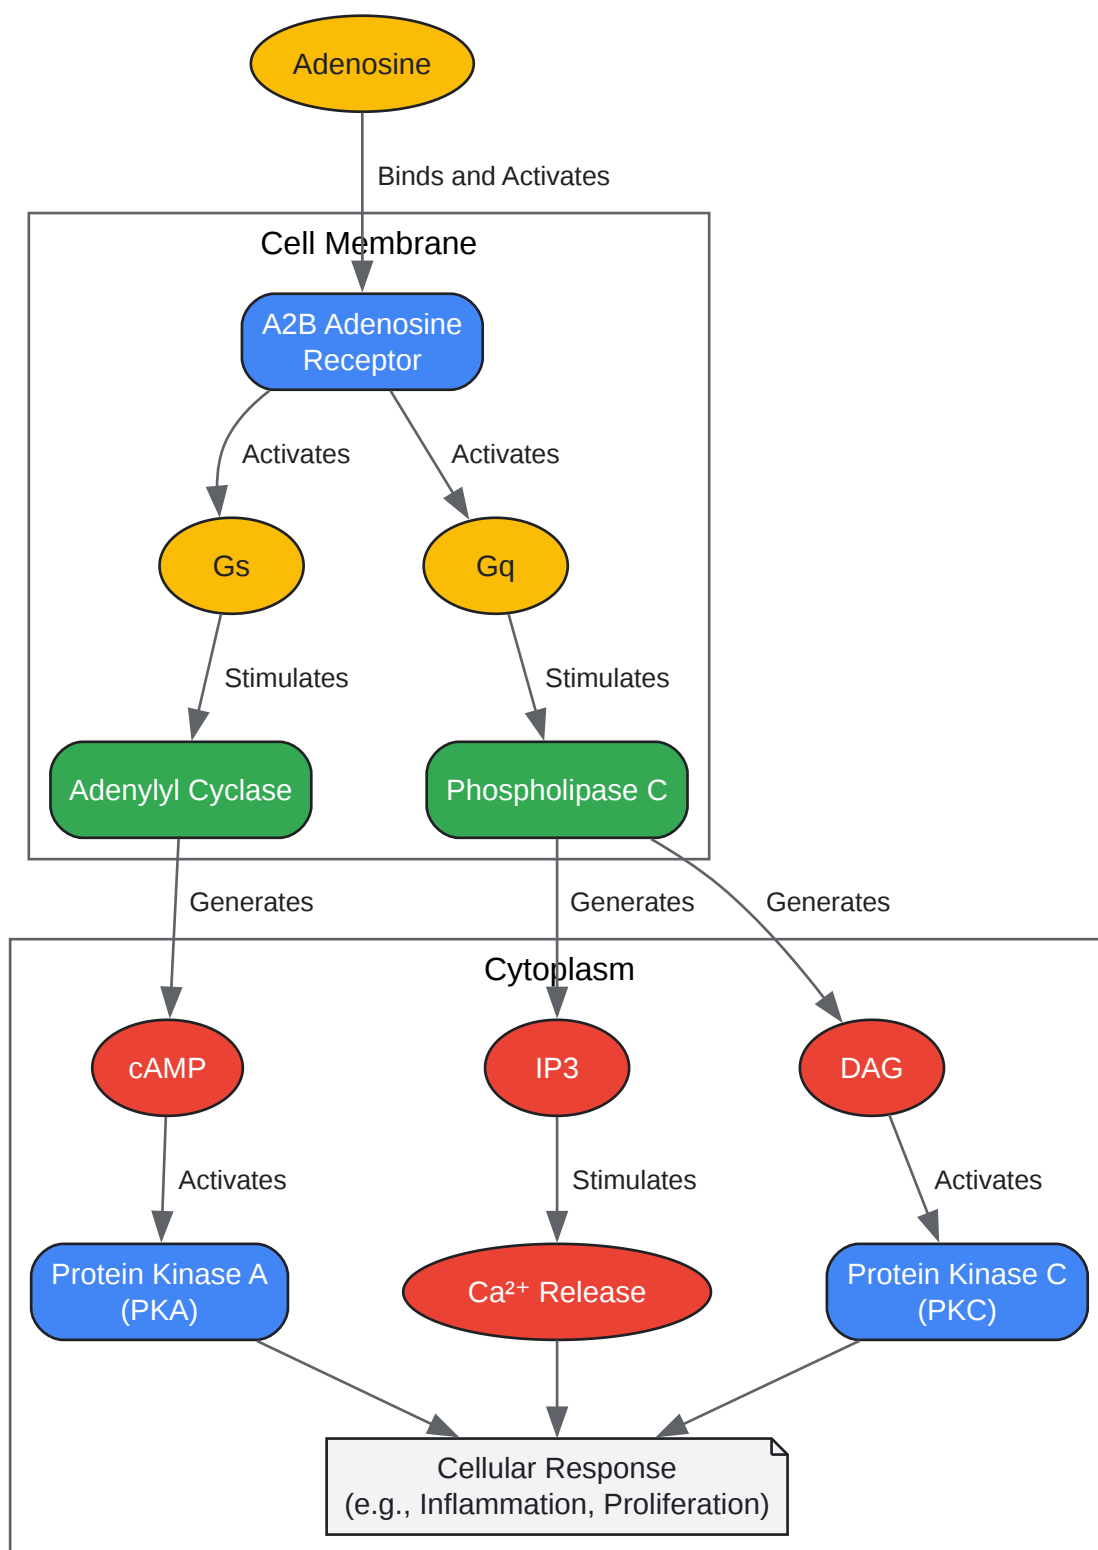 Adenosine
Binds and Activates
Cell Membrane
A2B Adenosine
Receptor
Activates
Activates
Gs
Gq
Stimulates
Stimulates
Adenylyl Cyclase
Phospholipase C
Generates
Generates
Generates
Cytoplasm
cAMP
IP3
DAG
Activates
Stimulates
Activates
Protein Kinase A
(PKA)
Ca²⁺ Release
Protein Kinase C
(PKC)
Cellular Response
(e.g., Inflammation, Proliferation)